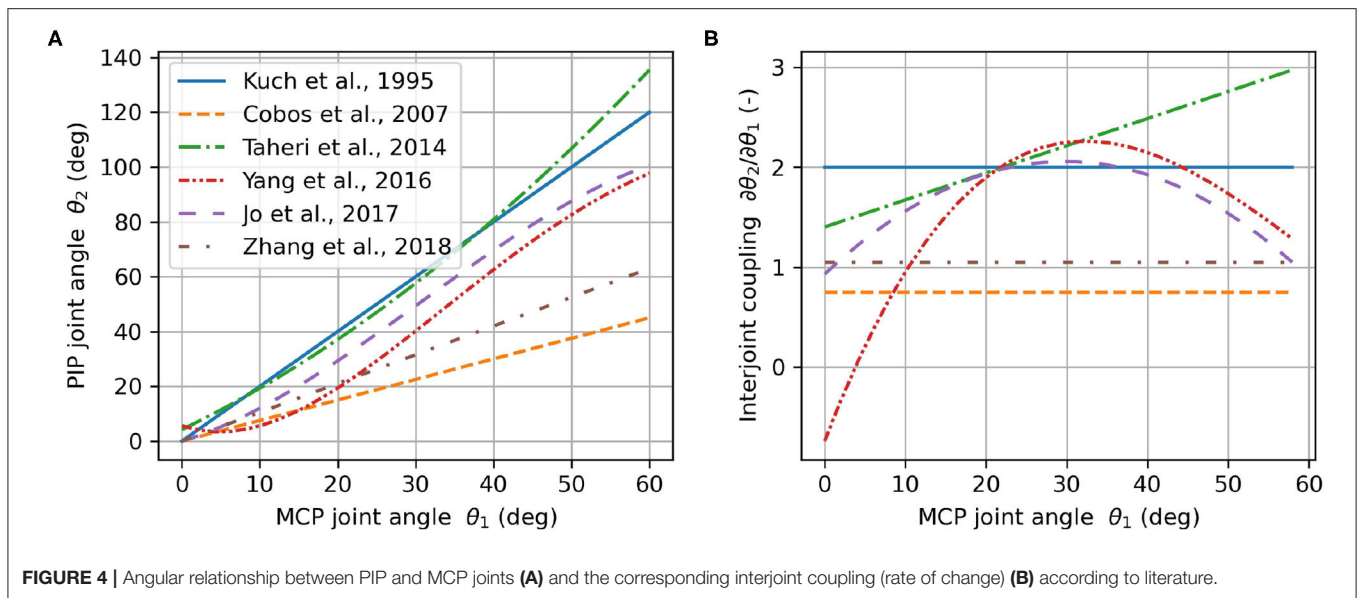 A
PIP joint angle θ₂ (deg)
140
120
100
80
60
40
20
0
Kuch et al., 1995
Cobos et al., 2007
Taheri et al., 2014
Yang et al., 2016
Jo et al., 2017
Zhang et al., 2018
0 10 20 30 40 50 60
MCP joint angle θ₁ (deg)
B
Interjoint coupling ∂θ₂/∂θ₁ (-)
3
2
1
0
0 10 20 30 40 50 60
MCP joint angle θ₁ (deg)
FIGURE 4 | Angular relationship between PIP and MCP joints (A) and the corresponding interjoint coupling (rate of change) (B) according to literature.